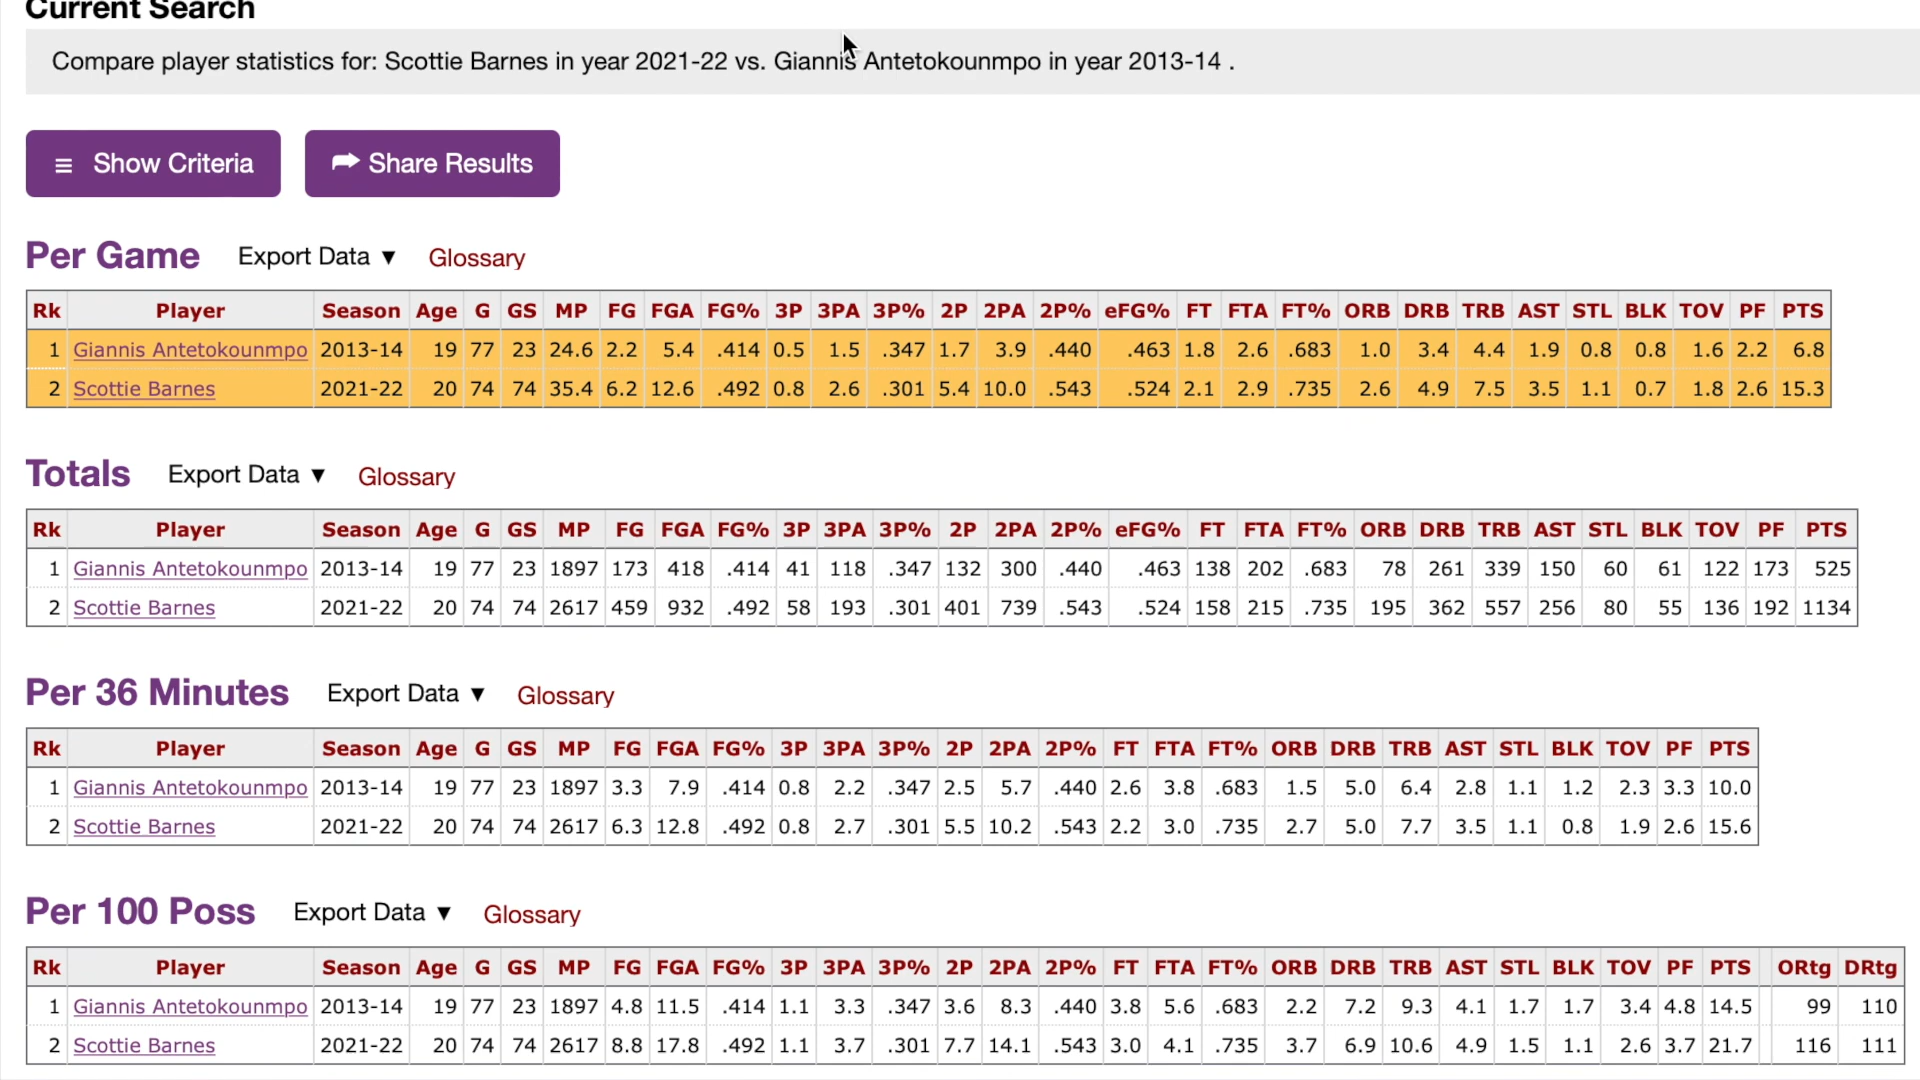 Current Search
Compare player statistics for: Scottie Barnes in year 2021-22 vs. Giannis Antetokounmpo in year 2013-14 .
≡ Show Criteria Share Results
Per Game Export Data ▼ Glossary
Rk Player Season Age G GS MP FG FGA FG% 3P 3PA 3P% 2P 2PA 2P% eFG% FT FTA FT% ORB DRB TRB AST STL BLK TOV PF PTS
1 Giannis Antetokounmpo 2013-14 19 77 23 24.6 2.2 5.4 .414 0.5 1.5 .347 1.7 3.9 .440 .463 1.8 2.6 .683 1.0 3.4 4.4 1.9 0.8 0.8 1.6 2.2 6.8
2 Scottie Barnes 2021-22 20 74 74 35.4 6.2 12.6 .492 0.8 2.6 .301 5.4 10.0 .543 .524 2.1 2.9 .735 2.6 4.9 7.5 3.5 1.1 0.7 1.8 2.6 15.3
Totals Export Data ▼ Glossary
Rk Player Season Age G GS MP FG FGA FG% 3P 3PA 3P% 2P 2PA 2P% eFG% FT FTA FT% ORB DRB TRB AST STL BLK TOV PF PTS
1 Giannis Antetokounmpo 2013-14 19 77 23 1897 173 418 .414 41 118 .347 132 300 .440 .463 138 202 .683 78 261 339 150 60 61 122 173 525
2 Scottie Barnes 2021-22 20 74 74 2617 459 932 .492 58 193 .301 401 739 .543 .524 158 215 .735 195 362 557 256 80 55 136 192 1134
Per 36 Minutes Export Data ▼ Glossary
Rk Player Season Age G GS MP FG FGA FG% 3P 3PA 3P% 2P 2PA 2P% FT FTA FT% ORB DRB TRB AST STL BLK TOV PF PTS
1 Giannis Antetokounmpo 2013-14 19 77 23 1897 3.3 7.9 .414 0.8 2.2 .347 2.5 5.7 .440 2.6 3.8 .683 1.5 5.0 6.4 2.8 1.1 1.2 2.3 3.3 10.0
2 Scottie Barnes 2021-22 20 74 74 2617 6.3 12.8 .492 0.8 2.7 .301 5.5 10.2 .543 2.2 3.0 .735 2.7 5.0 7.7 3.5 1.1 0.8 1.9 2.6 15.6
Per 100 Poss Export Data ▼ Glossary
Rk Player Season Age G GS MP FG FGA FG% 3P 3PA 3P% 2P 2PA 2P% FT FTA FT% ORB DRB TRB AST STL BLK TOV PF PTS ORtg DRtg
1 Giannis Antetokounmpo 2013-14 19 77 23 1897 4.8 11.5 .414 1.1 3.3 .347 3.6 8.3 .440 3.8 5.6 .683 2.2 7.2 9.3 4.1 1.7 1.7 3.4 4.8 14.5 99 110
2 Scottie Barnes 2021-22 20 74 74 2617 8.8 17.8 .492 1.1 3.7 .301 7.7 14.1 .543 3.0 4.1 .735 3.7 6.9 10.6 4.9 1.5 1.1 2.6 3.7 21.7 116 111